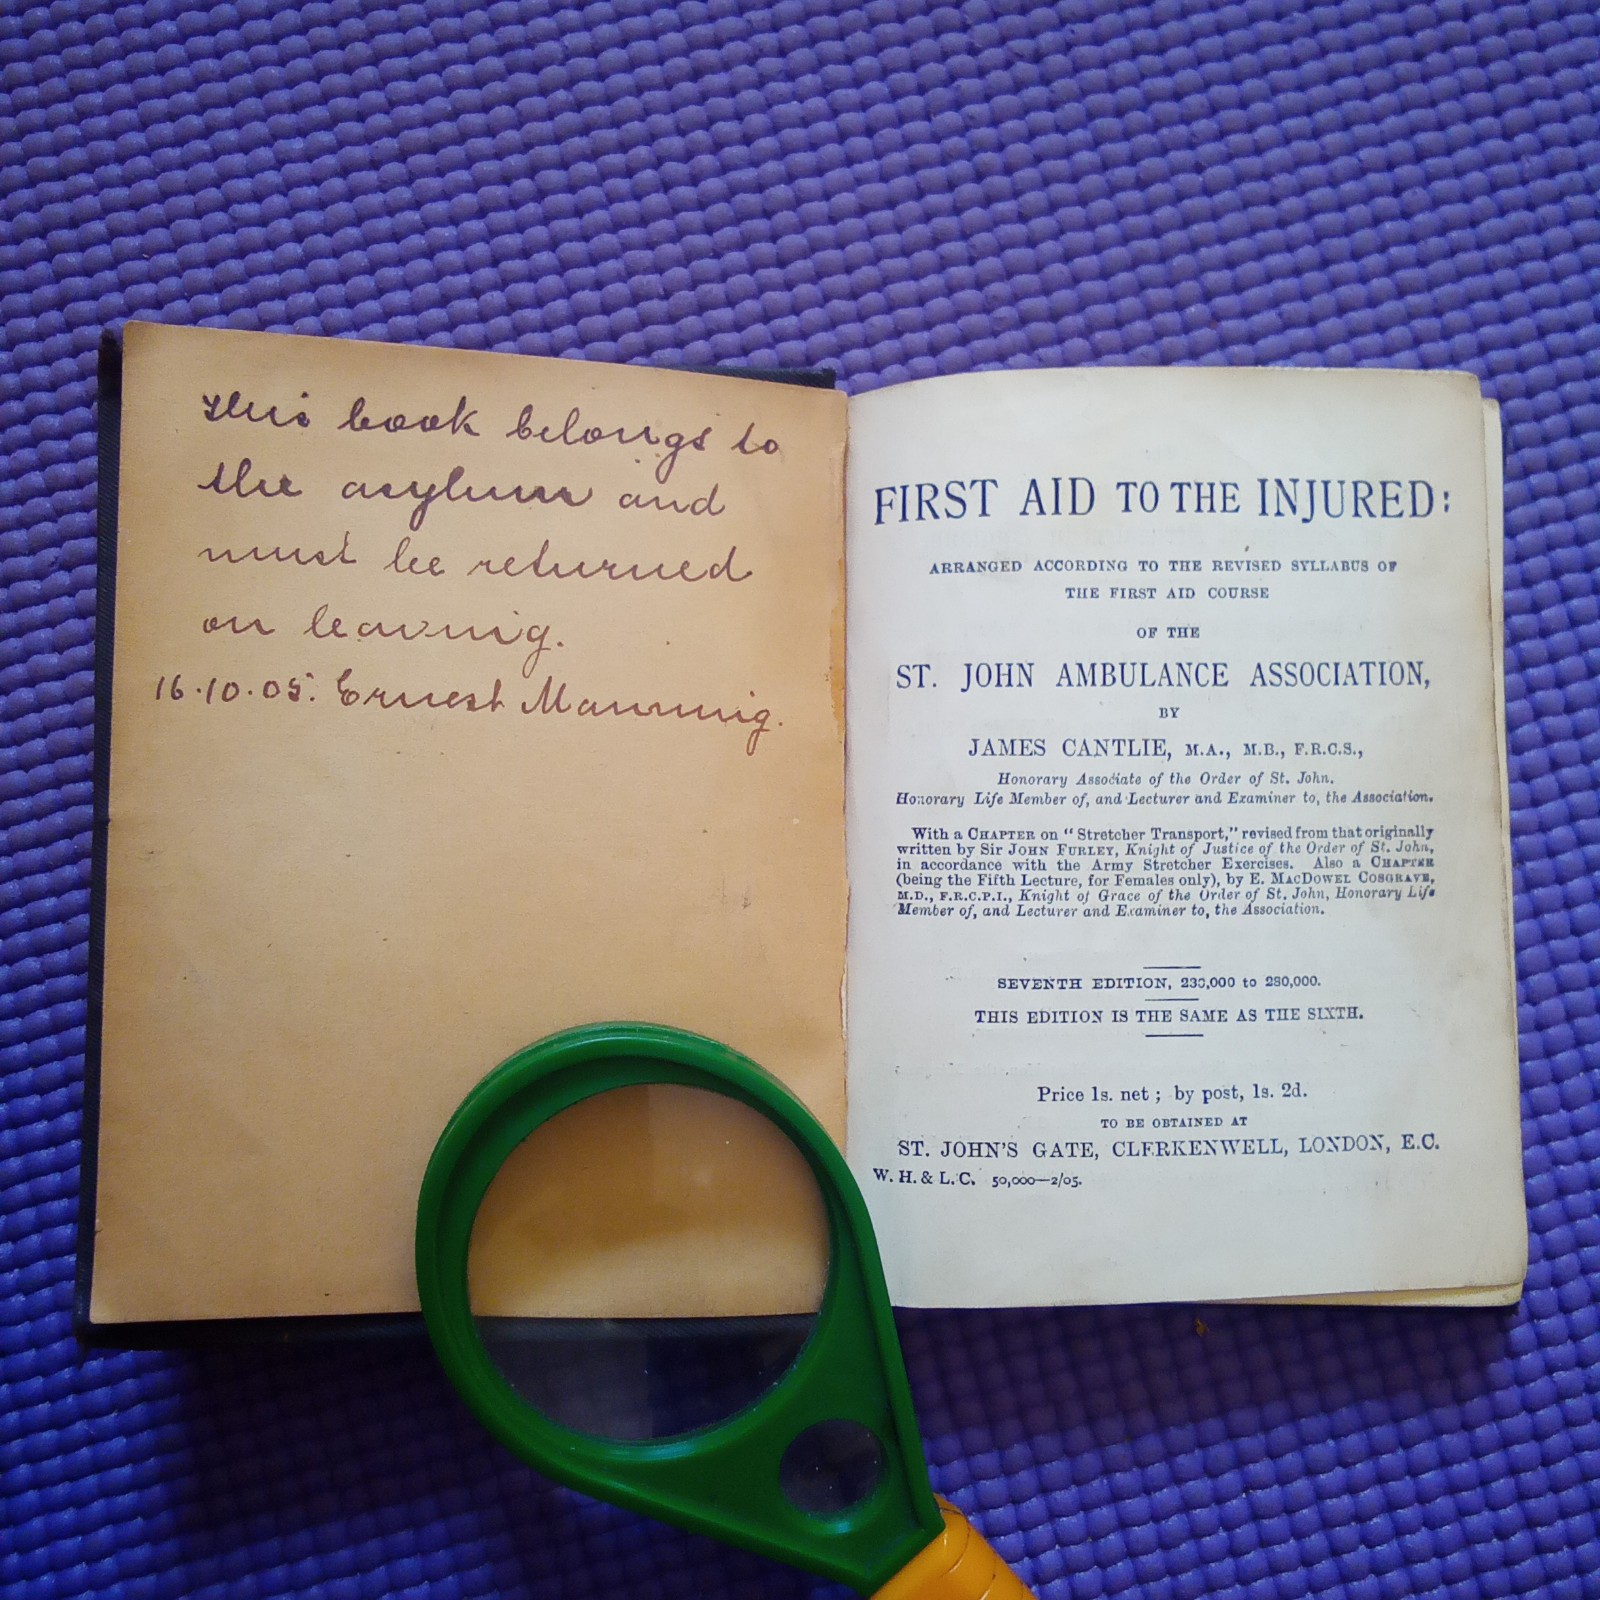 This book belongs to
the asylum and
must be returned
on leaving.
16.10.05. Ernest Manning.
FIRST AID TO THE INJURED:
ARRANGED ACCORDING TO THE REVISED SYLLABUS OF
THE FIRST AID COURSE
OF THE
ST. JOHN AMBULANCE ASSOCIATION,
BY
JAMES CANTLIE, M.A., M.B., F.R.C.S.,
Honorary Associate of the Order of St. John.
Honorary Life Member of, and Lecturer and Examiner to, the Association.
With a CHAPTER on "Stretcher Transport," revised from that originally
written by Sir JOHN FURLEY, Knight of Justice of the Order of St. John,
in accordance with the Army Stretcher Exercises. Also a CHAPTER
(being the Fifth Lecture, for Females only), by E. MACDOWEL COSGRAVE,
M.D., F.R.C.P.I., Knight of Grace of the Order of St. John, Honorary Life
Member of, and Lecturer and Examiner to, the Association.
SEVENTH EDITION, 230,000 to 280,000.
THIS EDITION IS THE SAME AS THE SIXTH.
Price 1s. net; by post, 1s. 2d.
TO BE OBTAINED AT
ST. JOHN'S GATE, CLERKENWELL, LONDON, E.C.
W. H. & L. C. 50,000—2/05.